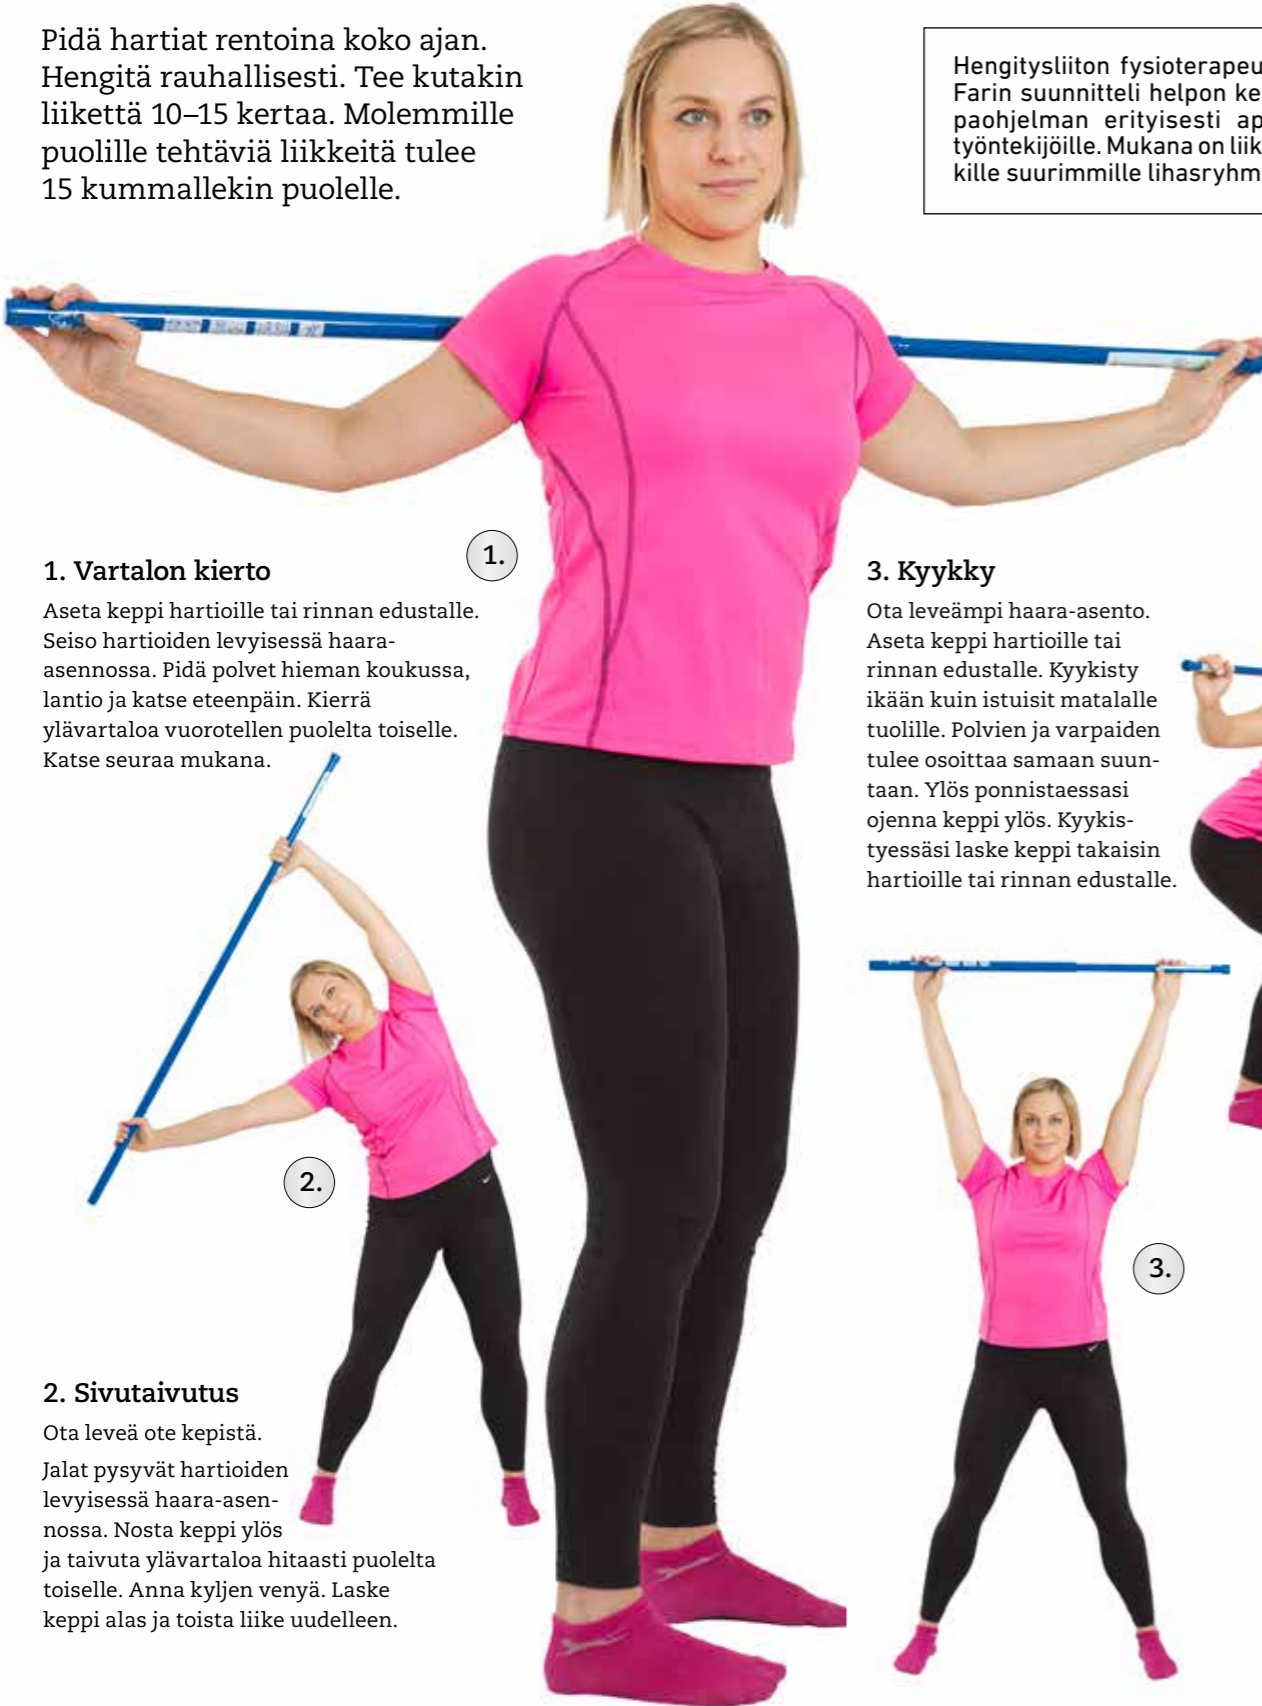 Pidä hartiat rentoina koko ajan.
Hengitä rauhallisesti. Tee kutakin
liikettä 10–15 kertaa. Molemmille
puolille tehtäviä liikkeitä tulee
15 kummallekin puolelle.
Hengitysliiton fysioterapeu
Farin suunnitteli helpon ke
paohjelman erityisesti ap
työntekijöille. Mukana on liik
kille suurimmille lihasryhm
1. Vartalon kierto
Aseta keppi hartioille tai rinnan edustalle.
Seiso hartioiden levyisessä haara-
asennossa. Pidä polvet hieman koukussa,
lantio ja katse eteenpäin. Kierrä
ylävartaloa vuorotellen puolelta toiselle.
Katse seuraa mukana.
1.
2.
2. Sivutaivutus
Ota leveä ote kepistä.
Jalat pysyvät hartioiden
levyisessä haara-asen-
nossa. Nosta keppi ylös
ja taivuta ylävartaloa hitaasti puolelta
toiselle. Anna kyljen venyä. Laske
keppi alas ja toista liike uudelleen.
3. Kyykky
Ota leveämpi haara-asento.
Aseta keppi hartioille tai
rinnan edustalle. Kyykisty
ikään kuin istuisit matalalle
tuolille. Polvien ja varpaiden
tulee osoittaa samaan suun-
taan. Ylös ponnistaessasi
ojenna keppi ylös. Kyykis-
tyessäsi laske keppi takaisin
hartioille tai rinnan edustalle.
3.